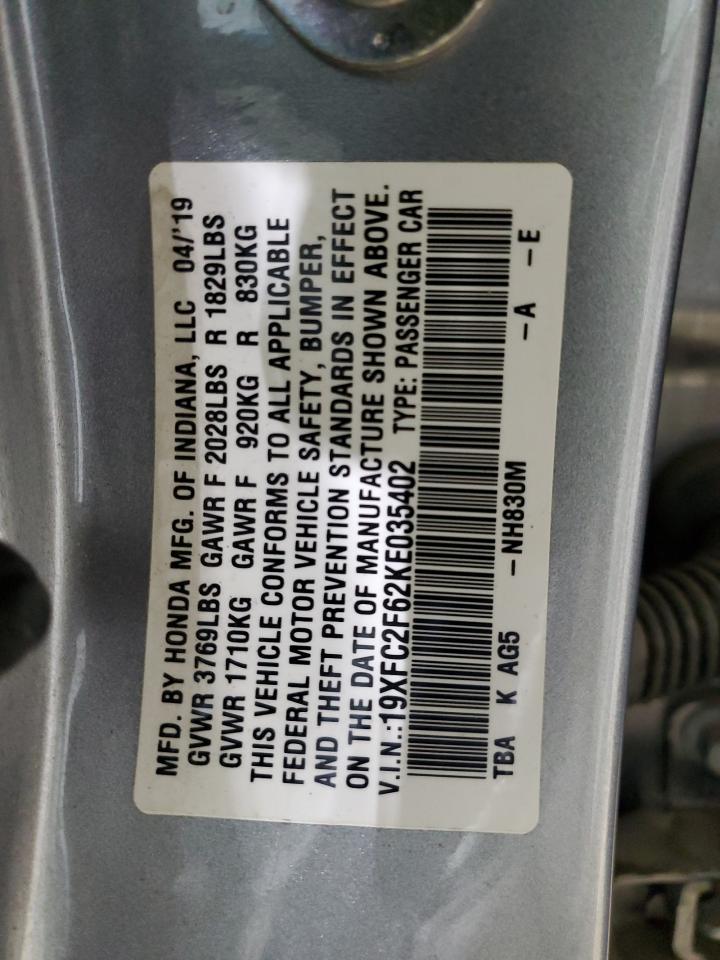 MFD. BY HONDA MFG. OF INDIANA, LLC 04/'19
GVWR 3769LBS GAWR F 2028LBS R 1829LBS
GVWR 1710KG GAWR F 920KG R 830KG
THIS VEHICLE CONFORMS TO ALL APPLICABLE
FEDERAL MOTOR VEHICLE SAFETY, BUMPER,
AND THEFT PREVENTION STANDARDS IN EFFECT
ON THE DATE OF MANUFACTURE SHOWN ABOVE.
V.I.N.:19XFC2F62KE035402 TYPE: PASSENGER CAR
TBA K AG5 –NH830M –A –E